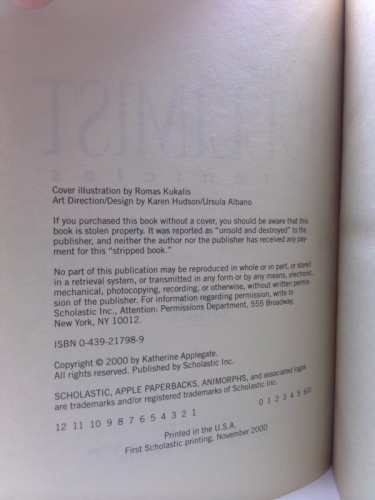 Cover illustration by Romas Kukalis
Art Direction/Design by Karen Hudson/Ursula Albano
If you purchased this book without a cover, you should be aware that this
book is stolen property. It was reported as "unsold and destroyed" to the
publisher, and neither the author nor the publisher has received any pay-
ment for this "stripped book."
No part of this publication may be reproduced in whole or in part, or stored
in a retrieval system, or transmitted in any form or by any means, electronic,
mechanical, photocopying, recording, or otherwise, without written permis-
sion of the publisher. For information regarding permission, write to
Scholastic Inc., Attention: Permissions Department, 555 Broadway,
New York, NY 10012.
ISBN 0-439-21798-9
Copyright © 2000 by Katherine Applegate.
All rights reserved. Published by Scholastic Inc.
SCHOLASTIC, APPLE PAPERBACKS, ANIMORPHS, and associated logos
are trademarks and/or registered trademarks of Scholastic Inc.
12 11 10 9 8 7 6 5 4 3 2 1 0 1 2 3 4 5 6 0
Printed in the U.S.A.
First Scholastic printing, November 2000